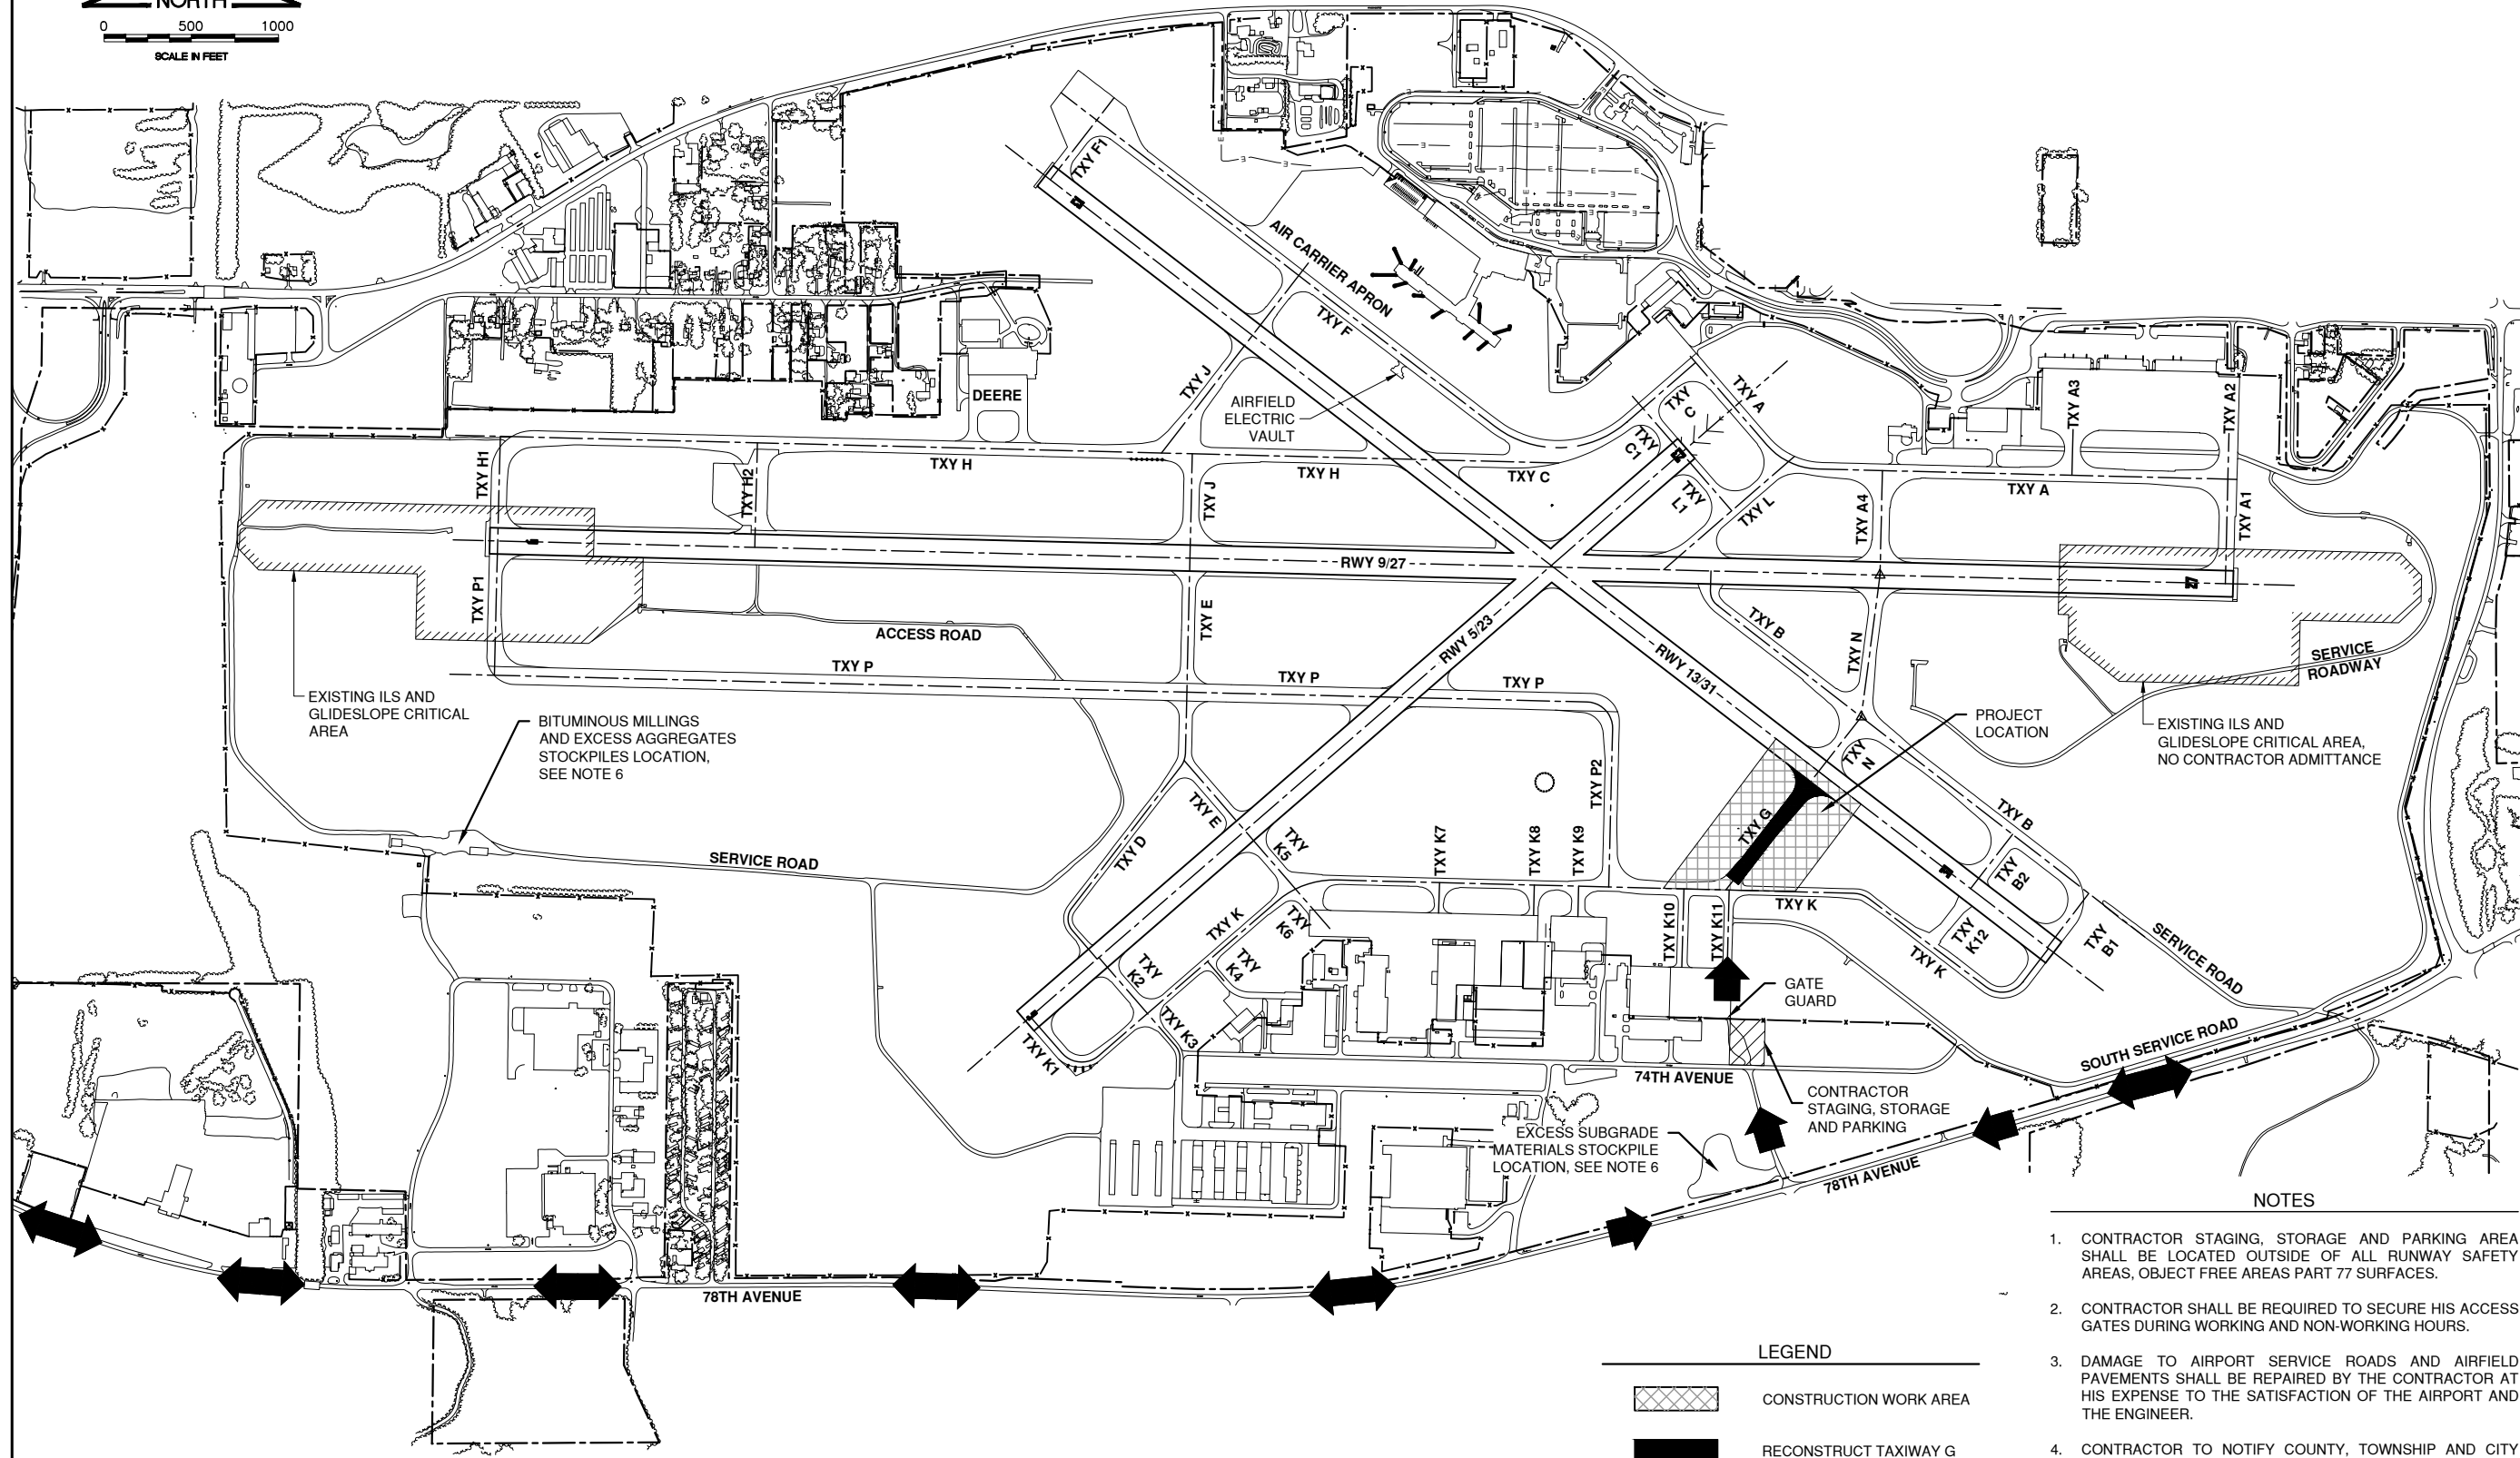 NORTH
0 500 1000
SCALE IN FEET
TXY F1
AIR CARRIER APRON
TXY F
TXY J
AIRFIELD
ELECTRIC
VAULT
DEERE
TXY C
TXY A
TXY A3
TXY A2
TXY H1
TXY H2
TXY H
TXY H
TXY C
TXY
C1
TXY
L1
TXY L
TXY A4
TXY A
TXY A1
TXY J
RWY 9/27
27
TXY P1
ACCESS ROAD
TXY E
RWY 5/23
RWY 13/31
TXY B
TXY N
SERVICE
ROADWAY
TXY P
TXY P
TXY P
EXISTING ILS AND
GLIDESLOPE CRITICAL
AREA
BITUMINOUS MILLINGS
AND EXCESS AGGREGATES
STOCKPILES LOCATION,
SEE NOTE 6
PROJECT
LOCATION
EXISTING ILS AND
GLIDESLOPE CRITICAL AREA,
NO CONTRACTOR ADMITTANCE
TXY P2
TXY
N
TXY G
TXY B
TXY E
TXY D
TXY
K5
TXY K7
TXY K8
TXY K9
SERVICE ROAD
TXY
B2
TXY K
TXY
K6
TXY K
TXY K10
TXY K11
TXY
K12
TXY K
TXY
B1
SERVICE ROAD
TXY
K2
TXY
K4
TXY K3
TXY K1
GATE
GUARD
SOUTH SERVICE ROAD
74TH AVENUE
CONTRACTOR
STAGING, STORAGE
AND PARKING
EXCESS SUBGRADE
MATERIALS STOCKPILE
LOCATION, SEE NOTE 6
78TH AVENUE
78TH AVENUE
LEGEND
CONSTRUCTION WORK AREA
RECONSTRUCT TAXIWAY G
NOTES
1. CONTRACTOR STAGING, STORAGE AND PARKING AREA
SHALL BE LOCATED OUTSIDE OF ALL RUNWAY SAFETY
AREAS, OBJECT FREE AREAS PART 77 SURFACES.
2. CONTRACTOR SHALL BE REQUIRED TO SECURE HIS ACCESS
GATES DURING WORKING AND NON-WORKING HOURS.
3. DAMAGE TO AIRPORT SERVICE ROADS AND AIRFIELD
PAVEMENTS SHALL BE REPAIRED BY THE CONTRACTOR AT
HIS EXPENSE TO THE SATISFACTION OF THE AIRPORT AND
THE ENGINEER.
4. CONTRACTOR TO NOTIFY COUNTY, TOWNSHIP AND CITY